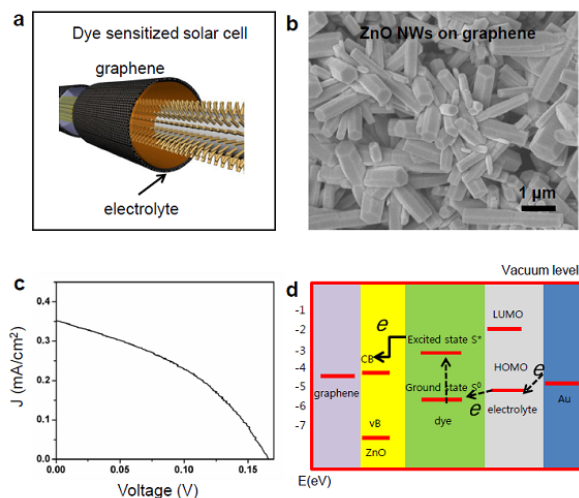 a
Dye sensitized solar cell
graphene
electrolyte
b
ZnO NWs on graphene
1 µm
c
J (mA/cm²)
0.4
0.3
0.2
0.1
0.0
0.00
0.05
0.10
0.15
Voltage (V)
d
Vacuum level
-1
-2
-3
-4
-5
-6
-7
E(eV)
graphene
e
CB
vB
ZnO
Excited state S*
Ground state S⁰
dye
e
LUMO
HOMO
electrolyte
e
Au